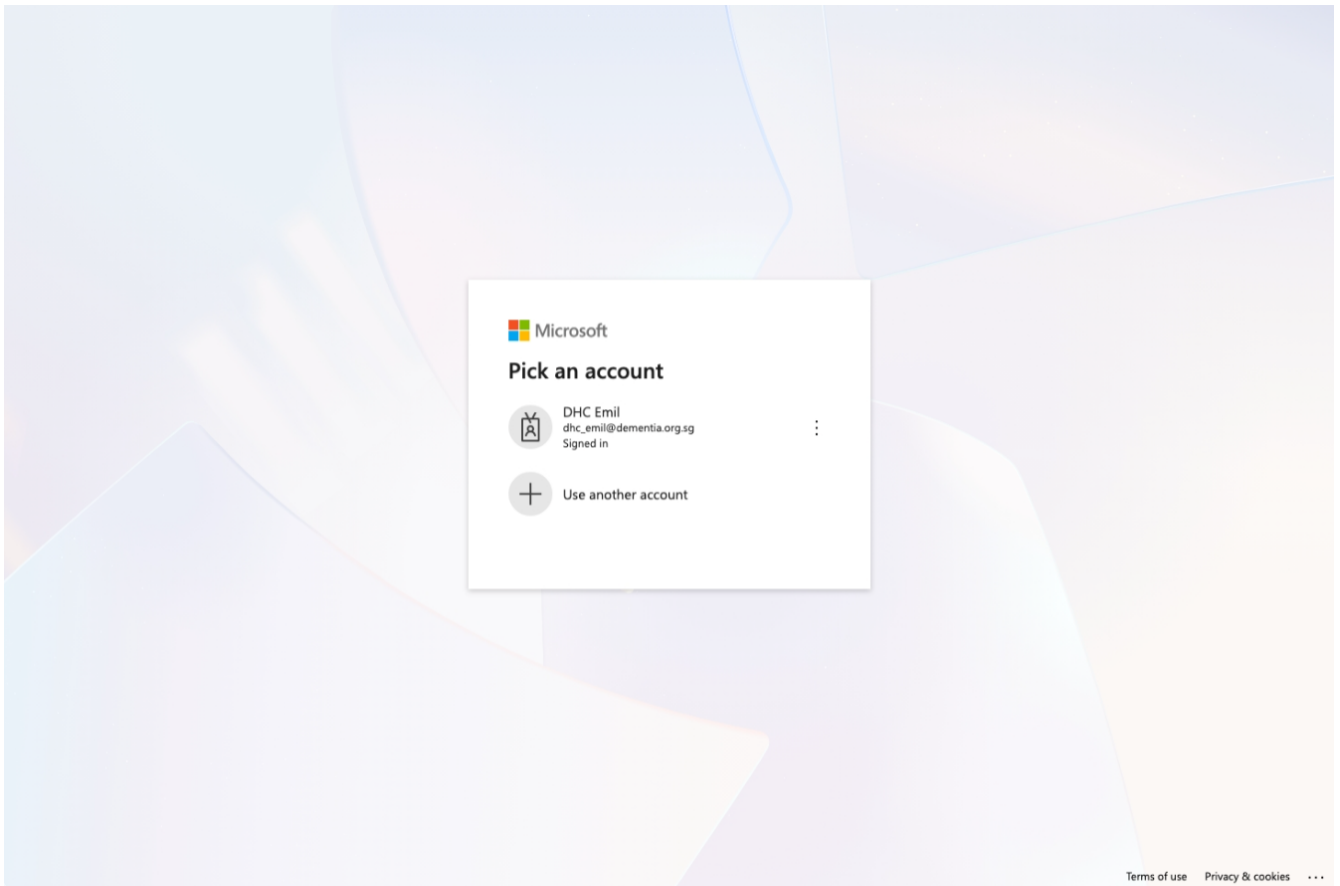 Microsoft
Pick an account
DHC Emil
dhc_emil@dementia.org.sg
Signed in
Use another account
Terms of use Privacy & cookies ...